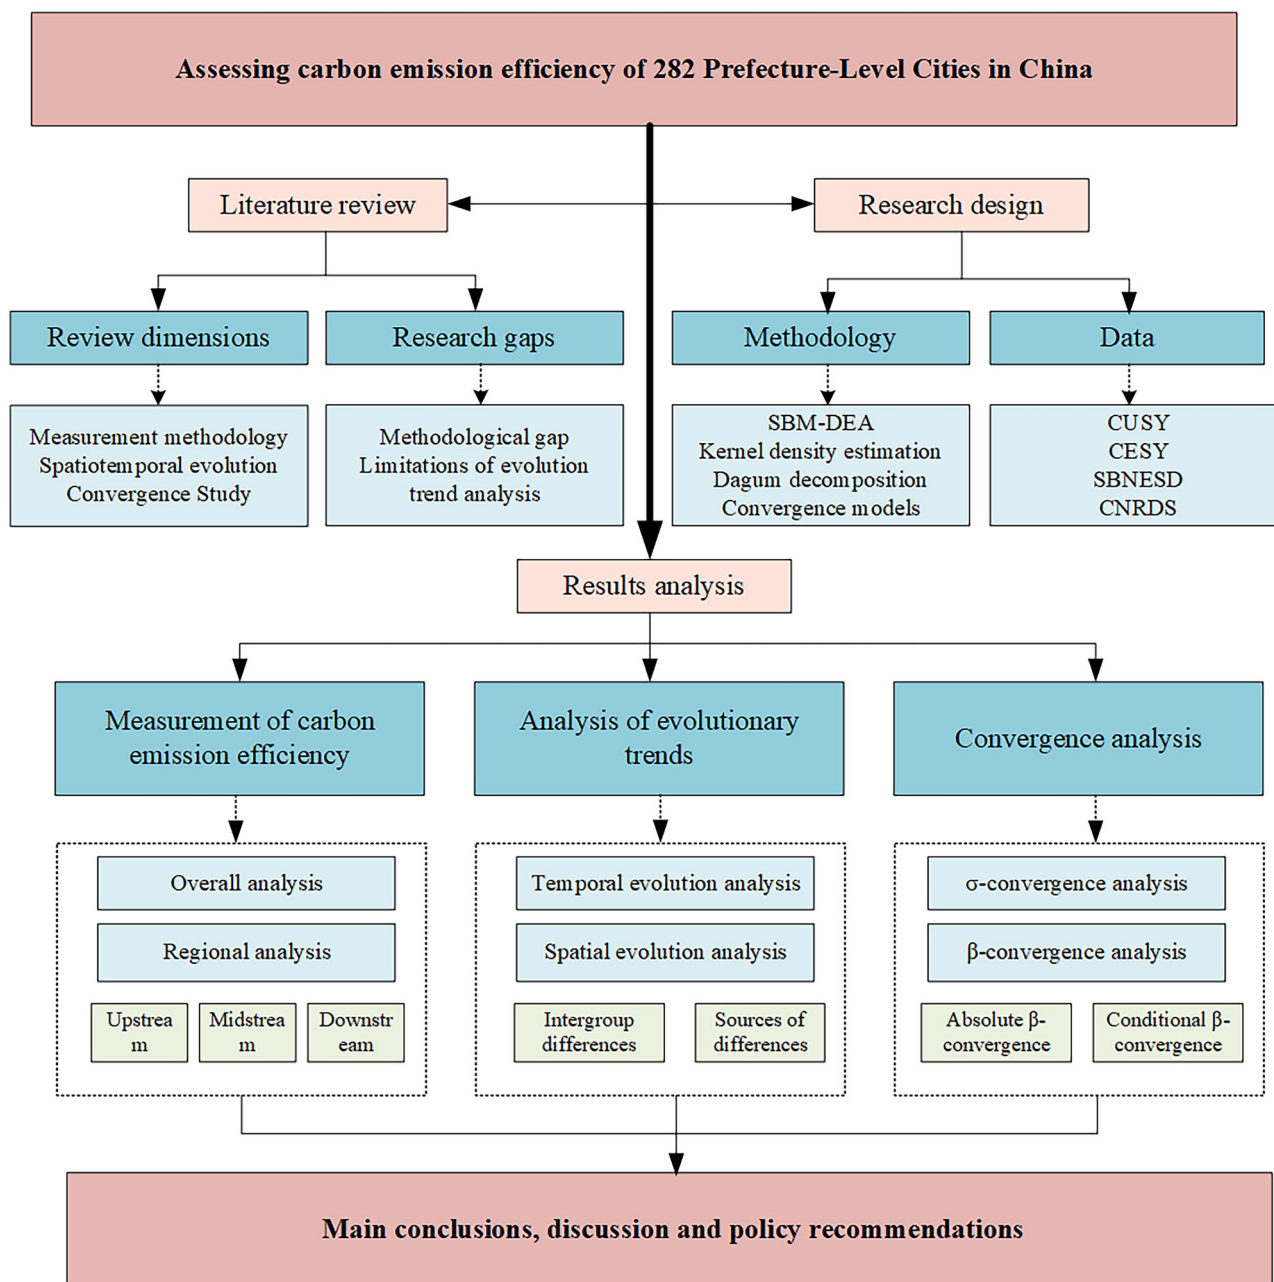 Assessing carbon emission efficiency of 282 Prefecture-Level Cities in China
Literature review
Research design
Review dimensions
Research gaps
Methodology
Data
Measurement methodology
Spatiotemporal evolution
Convergence Study
Methodological gap
Limitations of evolution
trend analysis
SBM-DEA
Kernel density estimation
Dagum decomposition
Convergence models
CUSY
CESY
SBNESD
CNRDS
Results analysis
Measurement of carbon
emission efficiency
Analysis of evolutionary
trends
Convergence analysis
Overall analysis
Regional analysis
Upstrea
m
Midstrea
m
Downstr
eam
Temporal evolution analysis
Spatial evolution analysis
Intergroup
differences
Sources of
differences
σ-convergence analysis
β-convergence analysis
Absolute β-
convergence
Conditional β-
convergence
Main conclusions, discussion and policy recommendations